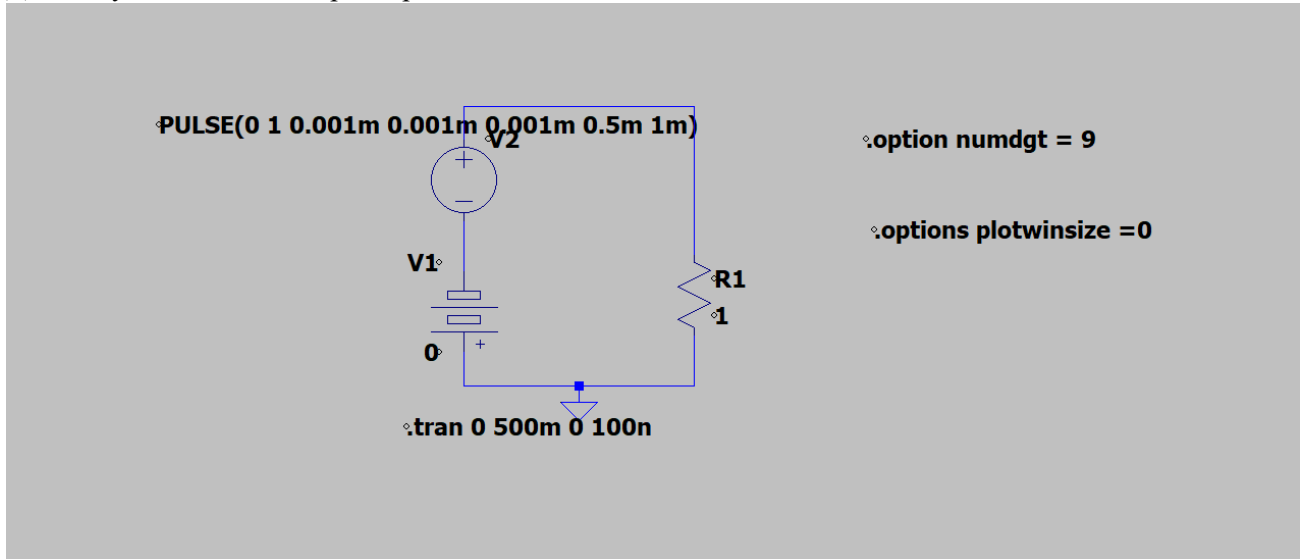 PULSE(0 1 0.001m 0.001m 0.001m 0.5m 1m)
V2
.option numdgt = 9
.options plotwinsize =0
V1
R1
1
0
.tran 0 500m 0 100n